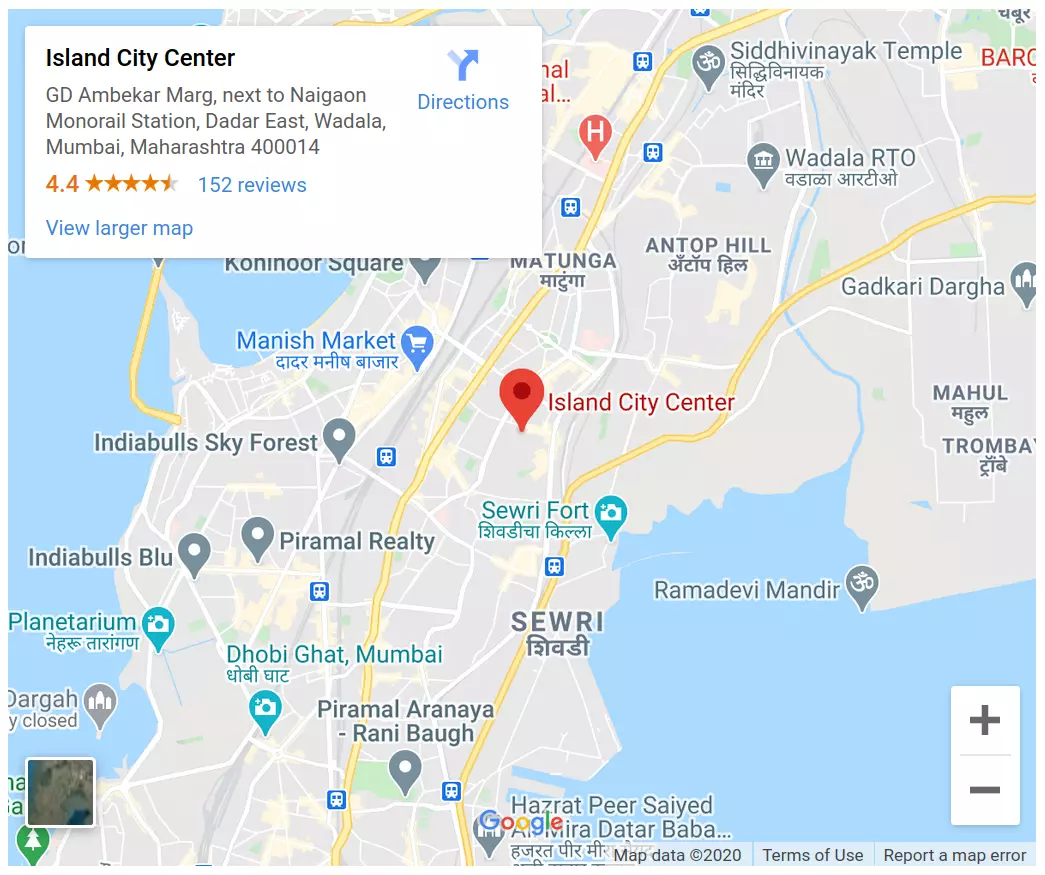 Island City Center
GD Ambekar Marg, next to Naigaon
Monorail Station, Dadar East, Wadala,
Mumbai, Maharashtra 400014
4.4
152 reviews
View larger map
Directions
चेंबूर
Siddhivinayak Temple
सिद्धिविनायक
मंदिर
BARC
H
Wadala RTO
वडाळा आरटीओ
ANTOP HILL
अँटॉप हिल
MATUNGA
माटुंगा
Kohinoor Square
Gadkari Dargha
Manish Market
दादर मनीष बाजार
Island City Center
MAHUL
महुल
TROMBAY
ट्रॉंबे
Indiabulls Sky Forest
Sewri Fort
शिवडीचा किल्ला
Piramal Realty
Indiabulls Blu
Ramadevi Mandir
Planetarium
नेहरू तारांगण
SEWRI
शिवडी
Dhobi Ghat, Mumbai
धोबी घाट
Dargah
y closed
Piramal Aranaya
- Rani Baugh
+
−
Hazrat Peer Saiyed
Google
Mira Datar Baba...
हजरत पीर
Map data ©2020
Terms of Use
Report a map error